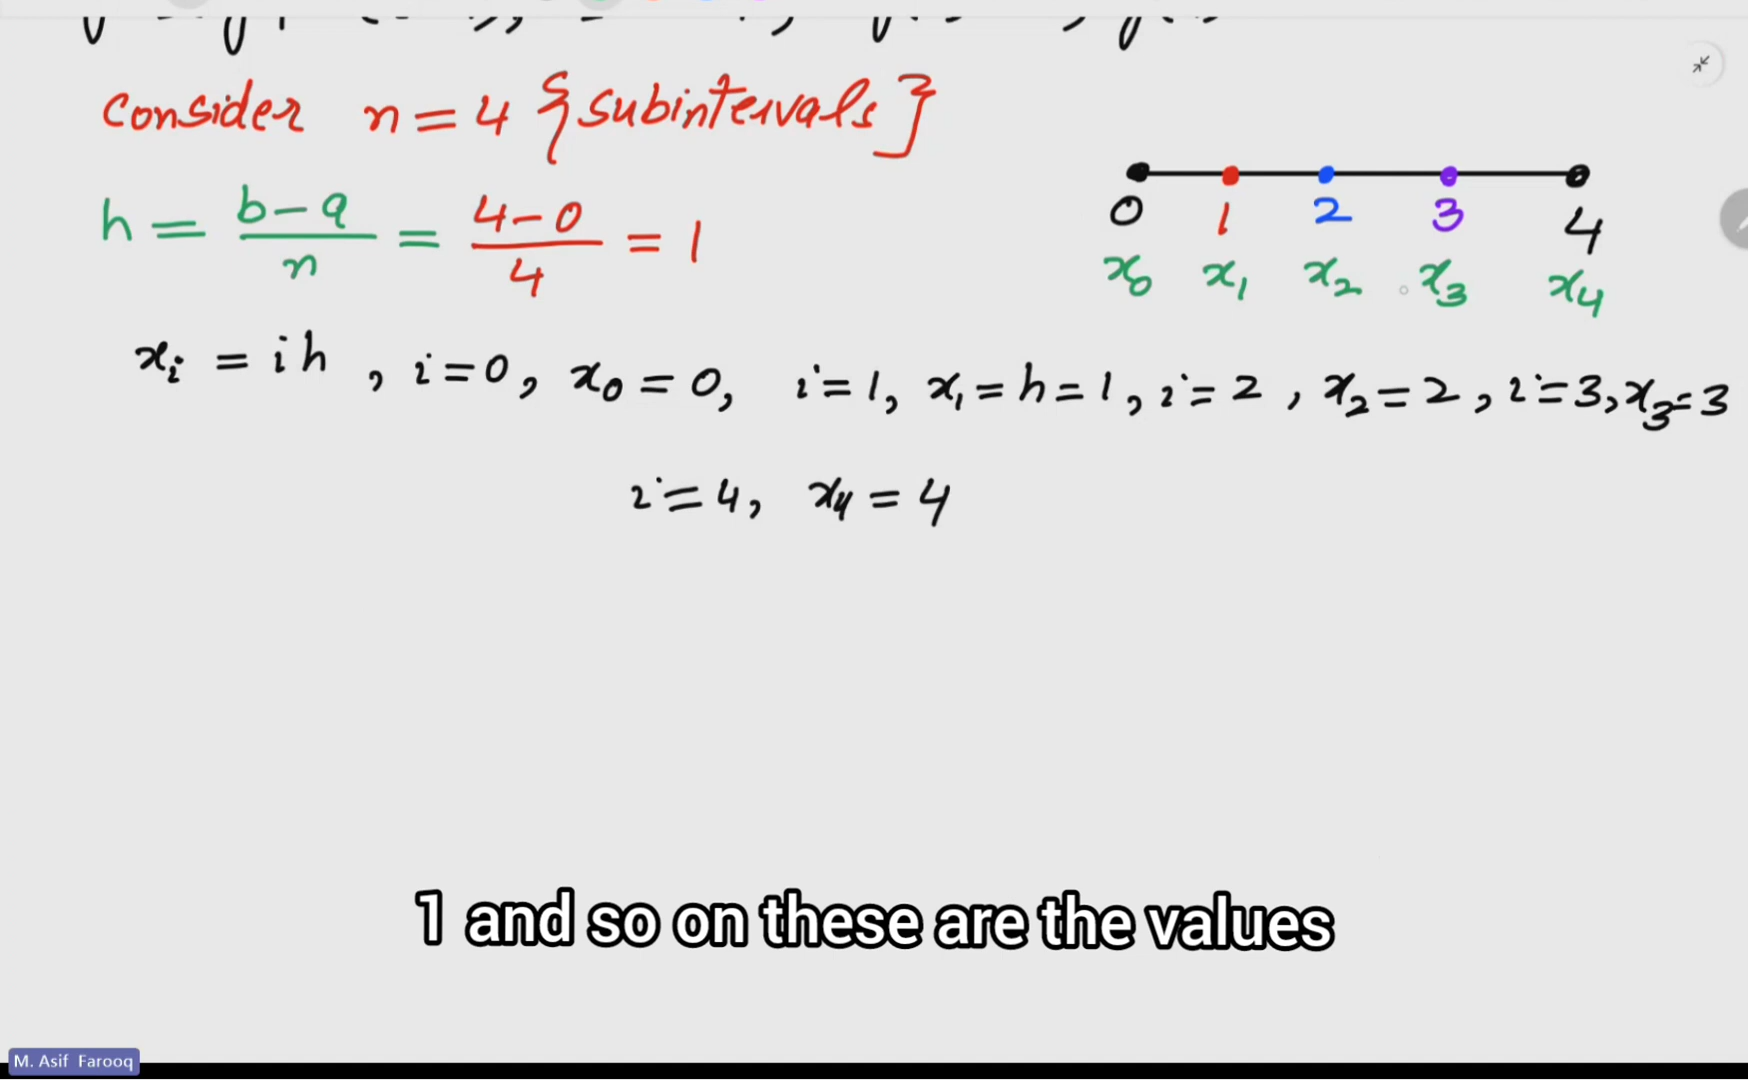 Consider n = 4 {subintervals}
h = b-a/n = 4-0/4 = 1
0 1 2 3 4
x₀ x₁ x₂ x₃ x₄
xᵢ = ih , i=0, x₀ = 0, i=1, x₁ = h = 1, i=2, x₂ = 2, i=3, x₃=3
i=4, x₄ = 4
1 and so on these are the values
M. Asif Farooq